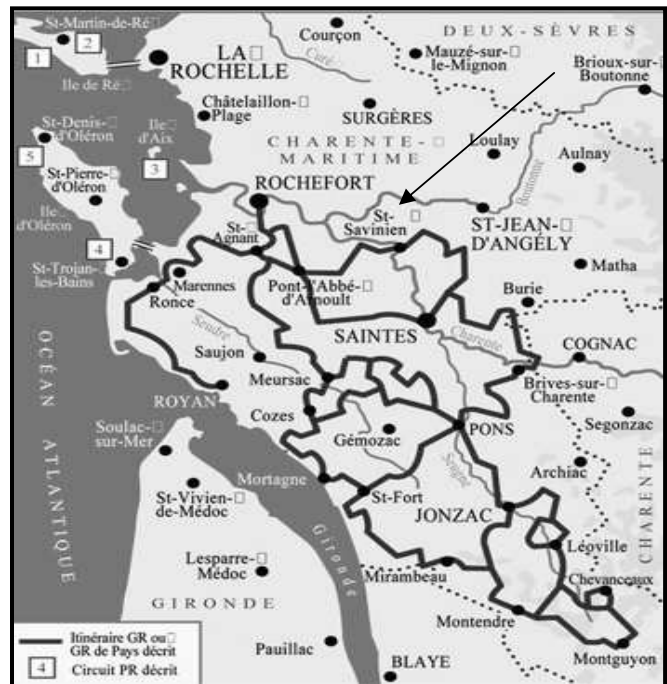 St-Martin-de-Ré
1
2
Ile de Ré
LA
ROCHELLE
Courçon
Curé
DEUX-SÈVRES
Mauzé-sur-
le-Mignon
Brioux-sur-
Boutonne
St-Denis-
d'Oléron
5
Ile
d'Aix
3
Châtelaillon-
Plage
SURGÈRES
CHARENTE-
MARITIME
Loulay
Boutonne
Aulnay
St-Pierre-
d'Oléron
Ile
d'Oléron
4
St-Trojan-
les-Bains
ROCHEFORT
St-
Agnant
St-
Savinien
ST-JEAN-
D'ANGÉLY
Matha
Marennes
Ronce
Pont-l'Abbé-
d'Arnoult
Burie
SAINTES
Charente
COGNAC
Seudre
Saujon
Meursac
Brives-sur-
Charente
ROYAN
Cozes
Gémozac
PONS
Segonzac
OCÉAN
ATLANTIQUE
Soulac-
sur-Mer
Mortagne
Seugne
Archiac
CHARENTE
St-Vivien-
de-Médoc
St-Fort
JONZAC
Léoville
Gironde
Lesparre-
Médoc
Mirambeau
Chevanceaux
GIRONDE
Montendre
Montguyon
Pauillac
BLAYE
Itinéraire GR ou
GR de Pays décrit
4
Circuit PR décrit